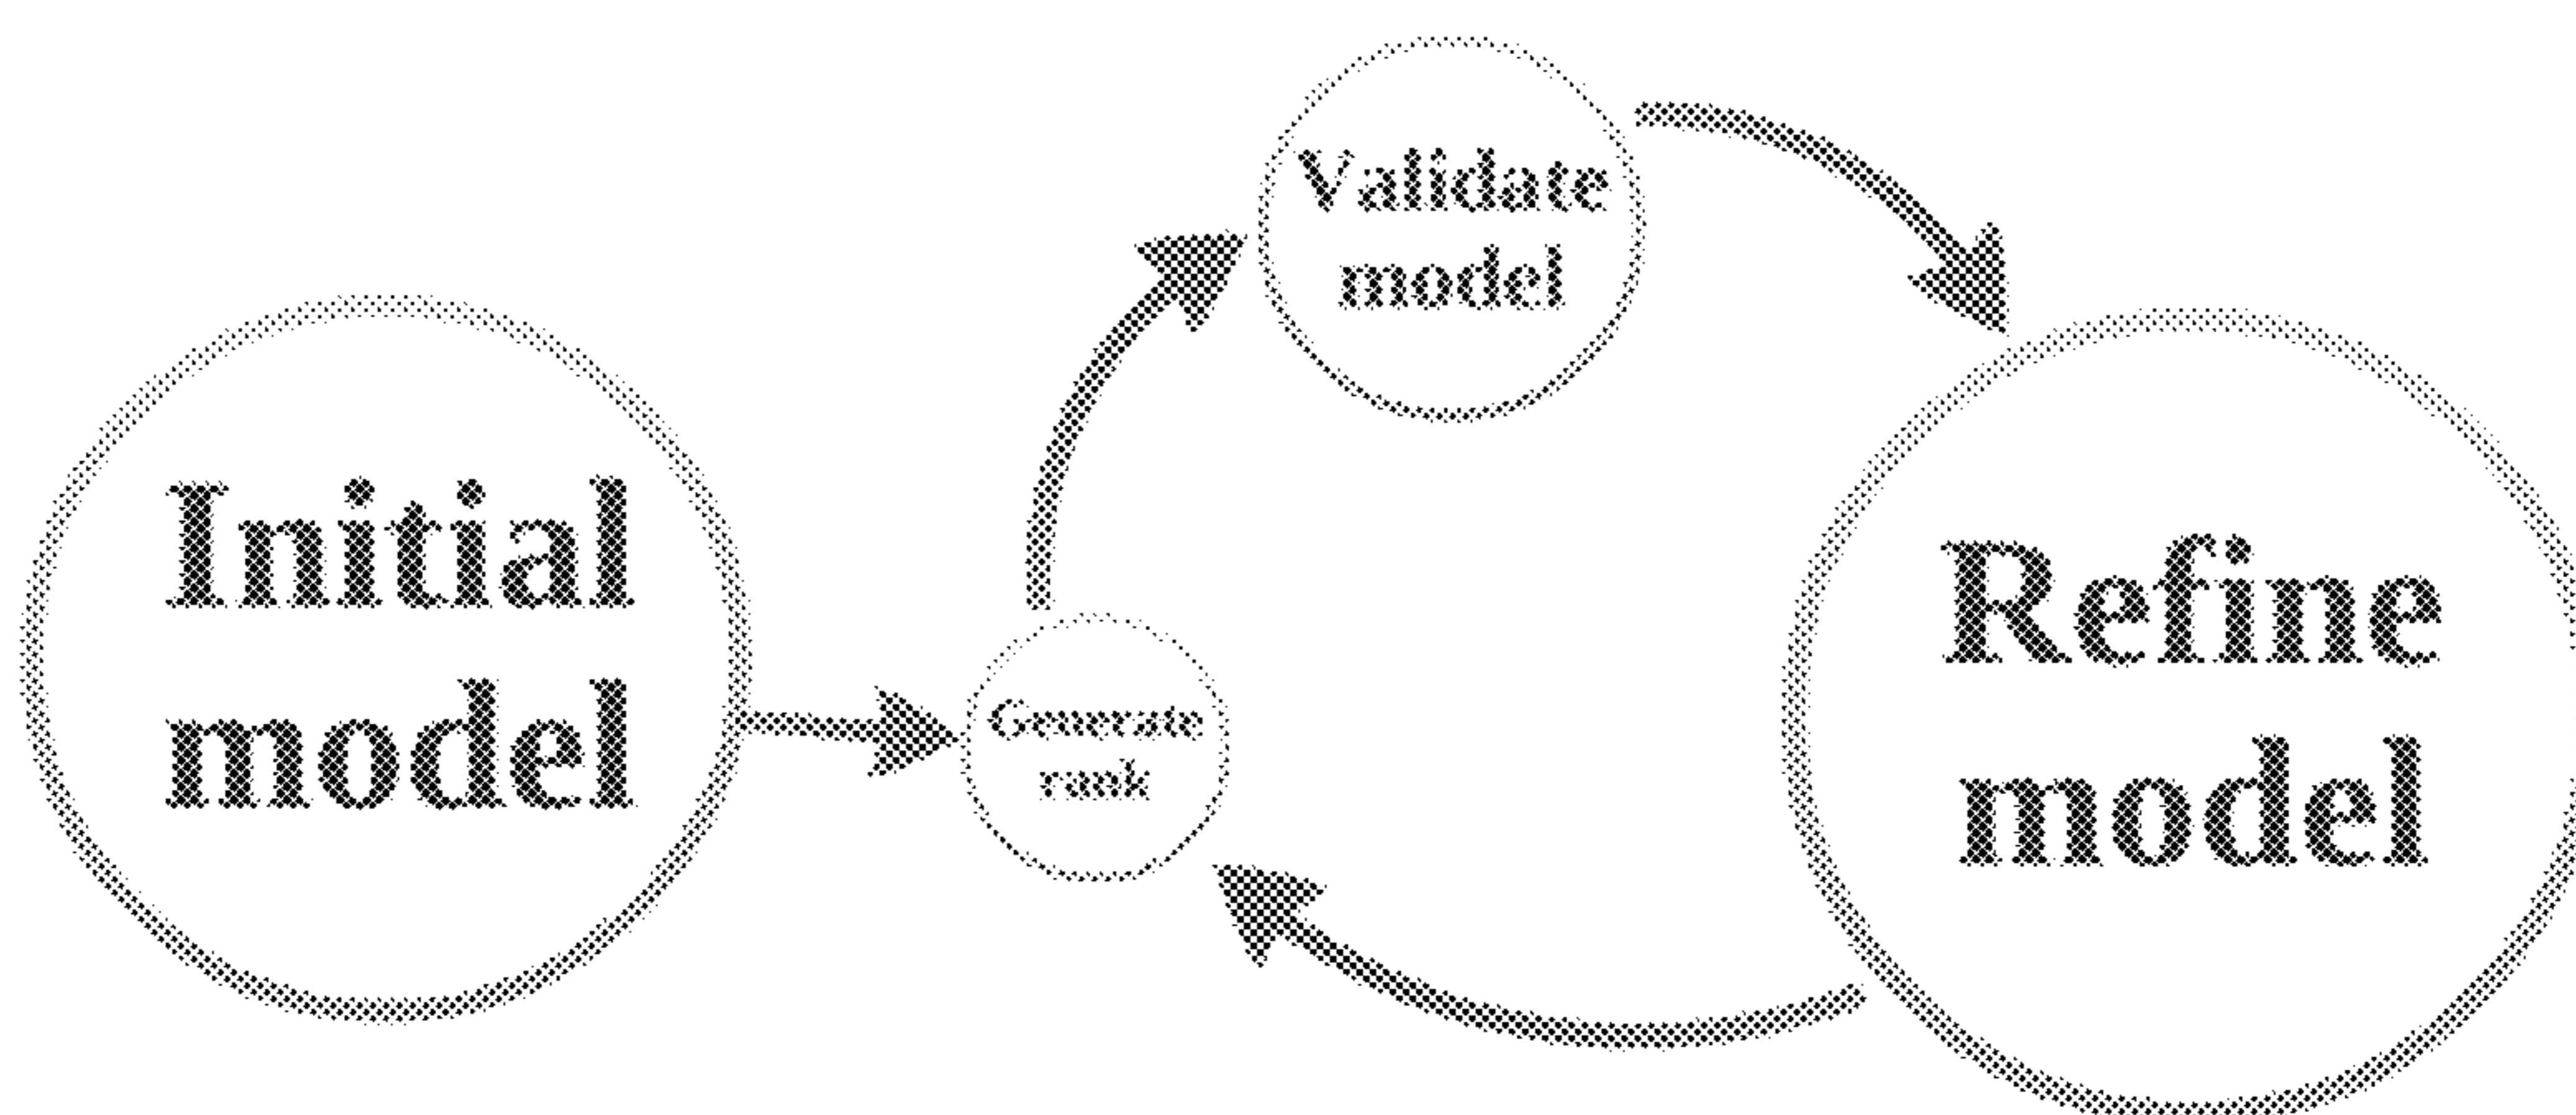 Initial
model
Generate
rank
Validate
model
Refine
model